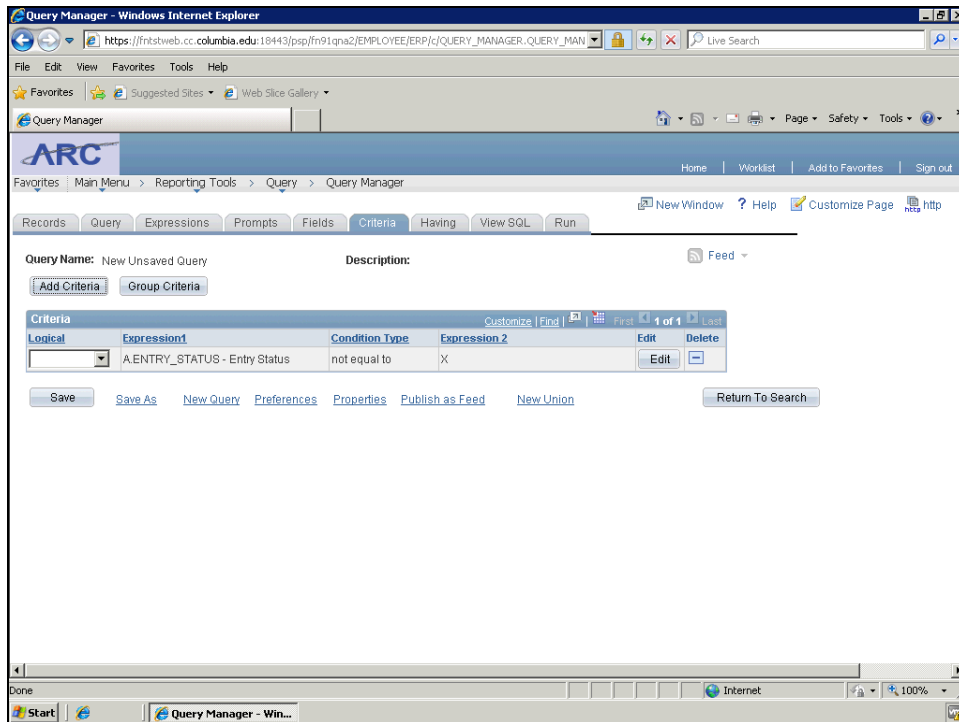 Query Manager - Windows Internet Explorer
https://fntstweb.cc.columbia.edu:18443/psp/fn91qna2/EMPLOYEE/ERP/c/QUERY_MANAGER.QUERY_MAN
Live Search
File Edit View Favorites Tools Help
Favorites Suggested Sites Web Slice Gallery
Query Manager Page Safety Tools
ARC
Home | Worklist | Add to Favorites | Sign out
Favorites Main Menu > Reporting Tools > Query > Query Manager
New Window ? Help Customize Page http
Records Query Expressions Prompts Fields Criteria Having View SQL Run
Query Name: New Unsaved Query Description: Feed
Add Criteria Group Criteria
Criteria Customize | Find | First 1 of 1 Last
Logical Expression1 Condition Type Expression 2 Edit Delete
A.ENTRY_STATUS - Entry Status not equal to X Edit
Save Save As New Query Preferences Properties Publish as Feed New Union Return To Search
Done Internet 100%
Start Query Manager - Win...